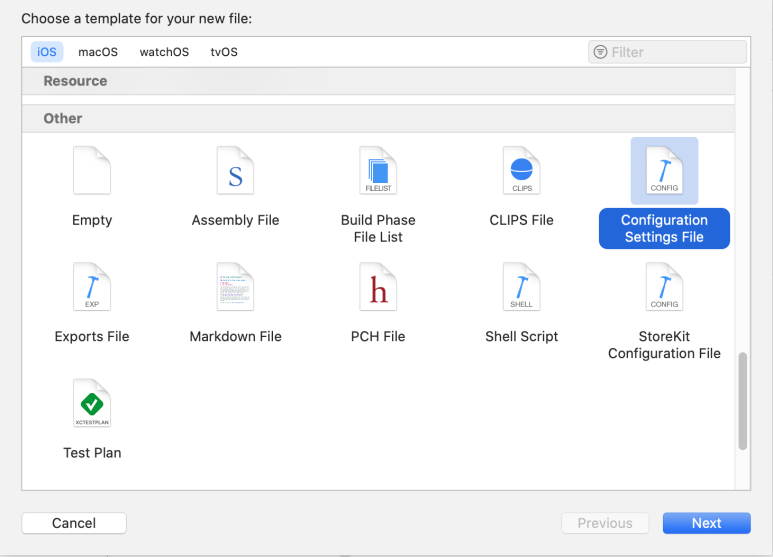 Choose a template for your new file:
iOS macOS watchOS tvOS Filter
Resource
Other
S FILELIST CLIPS CONFIG
Empty Assembly File Build Phase File List CLIPS File Configuration Settings File
EXP h SHELL CONFIG
Exports File Markdown File PCH File Shell Script StoreKit Configuration File
XCTESTPLAN
Test Plan
Cancel Previous Next